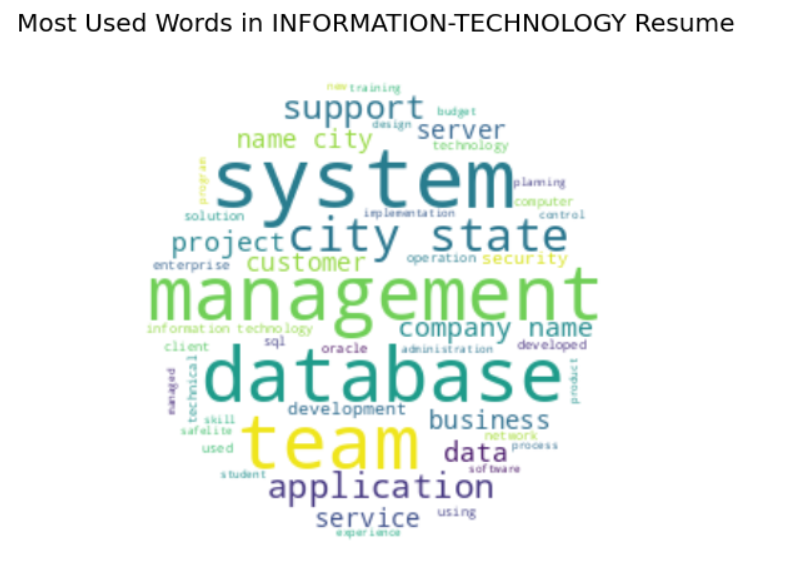 Most Used Words in INFORMATION-TECHNOLOGY Resume
new training
support
budget
design
server
name city
technology
program
system
planning
computer
solution
implementation
control
project
city state
enterprise
customer
operation
security
management
information technology
company name
client
sql
oracle
administration
developed
managed
technical
database
product
development
skill
business
safelite
team
network
used
data
process
software
student
application
service
using
experience